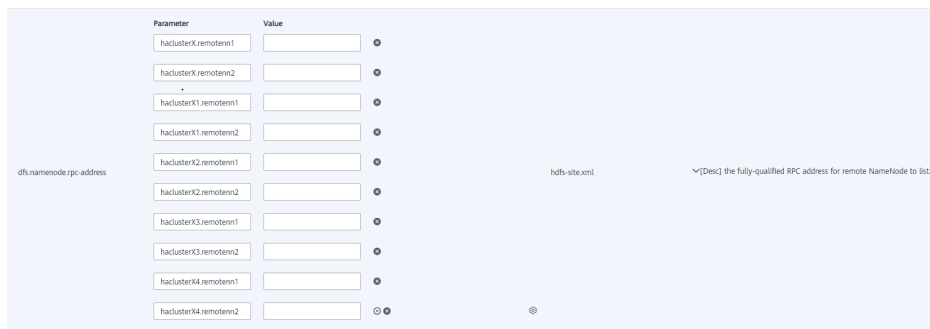 Parameter Value
haclusterX.remotenn1
haclusterX.remotenn2
haclusterX1.remotenn1
haclusterX1.remotenn2
dfs.namenode.rpc-address haclusterX2.remotenn1 hdfs-site.xml [Desc] the fully-qualified RPC address for remote NameNode to list.
haclusterX2.remotenn2
haclusterX3.remotenn1
haclusterX3.remotenn2
haclusterX4.remotenn1
haclusterX4.remotenn2